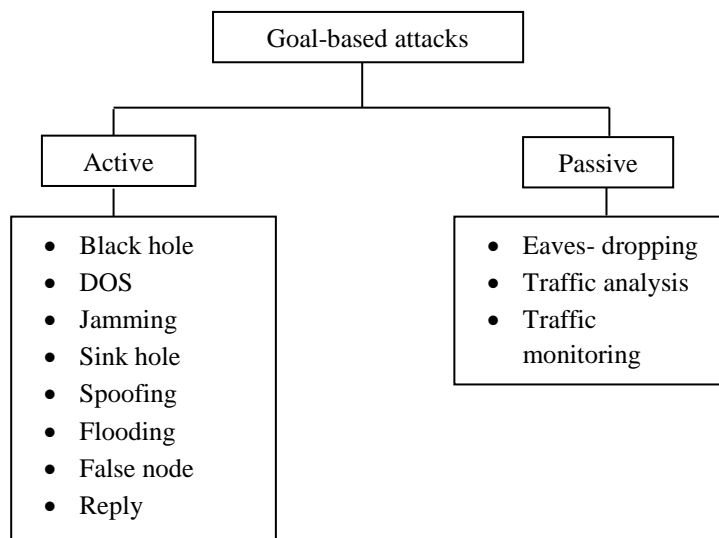 Goal-based attacks
Active
Passive
• Black hole
• DOS
• Jamming
• Sink hole
• Spoofing
• Flooding
• False node
• Reply
• Eaves- dropping
• Traffic analysis
• Traffic
monitoring